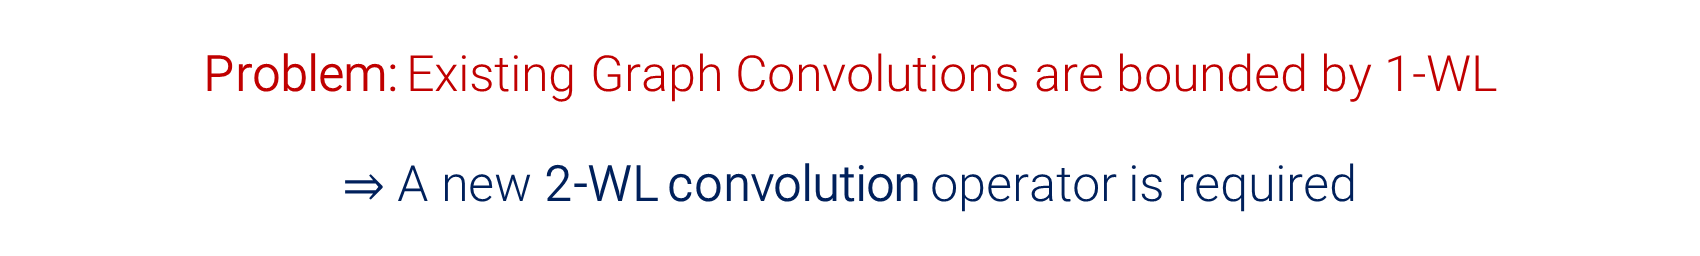 Problem: Existing Graph Convolutions are bounded by 1-WL
⇒ A new 2-WL convolution operator is required